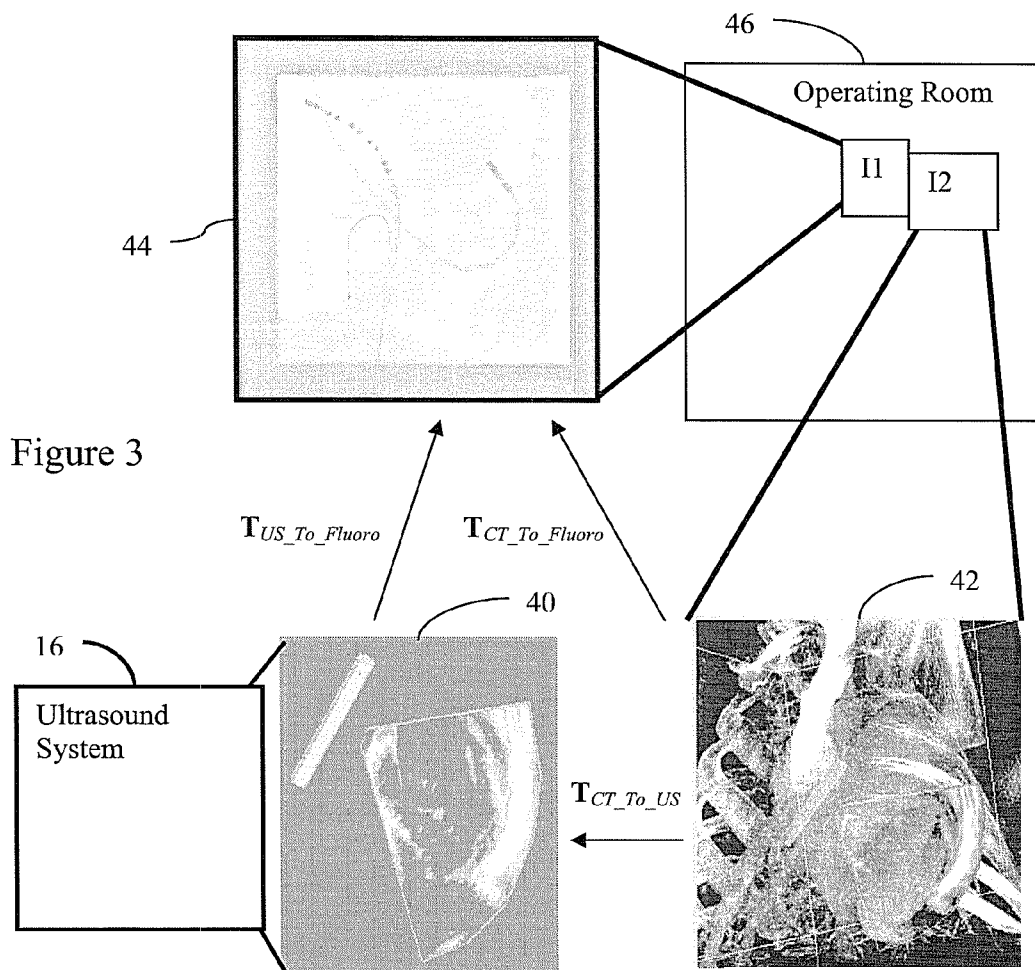 46
Operating Room
I1
I2
44
Figure 3
T_US_To_Fluoro
T_CT_To_Fluoro
40
42
16
Ultrasound
System
T_CT_To_US